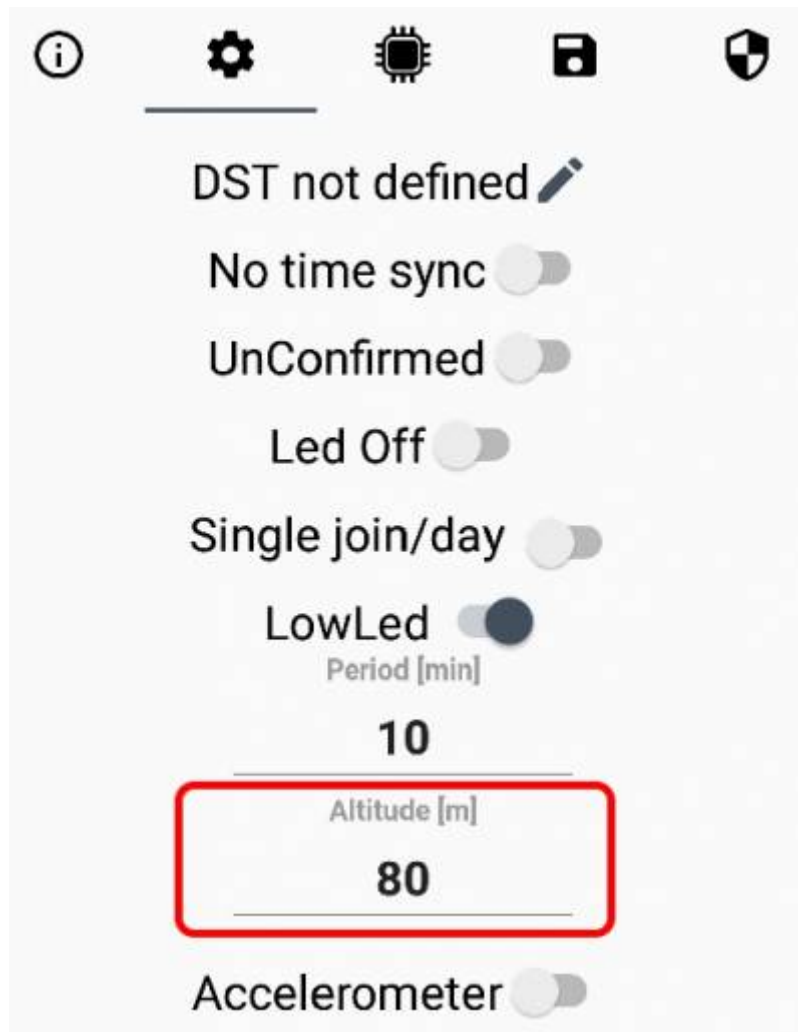 DST not defined
No time sync
UnConfirmed
Led Off
Single join/day
LowLed
Period [min]
10
Altitude [m]
80
Accelerometer